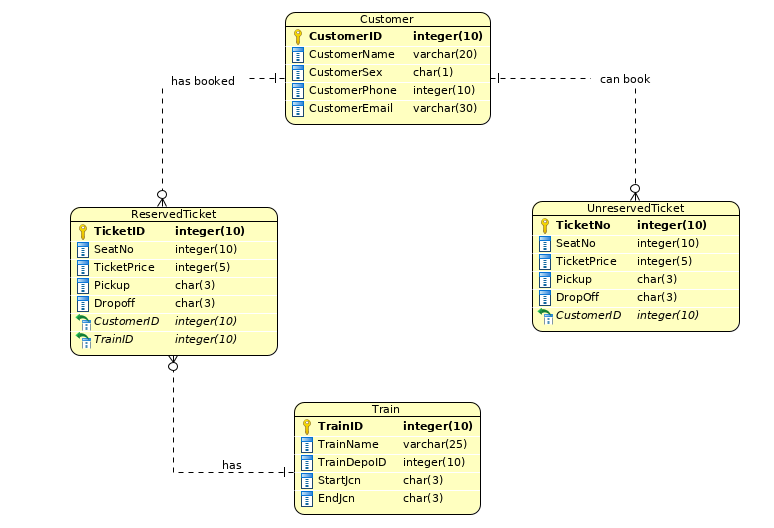 Customer
CustomerID integer(10)
CustomerName varchar(20)
CustomerSex char(1)
CustomerPhone integer(10)
CustomerEmail varchar(30)
has booked
can book
ReservedTicket
TicketID integer(10)
SeatNo integer(10)
TicketPrice integer(5)
Pickup char(3)
Dropoff char(3)
CustomerID integer(10)
TrainID integer(10)
UnreservedTicket
TicketNo integer(10)
SeatNo integer(10)
TicketPrice integer(5)
Pickup char(3)
DropOff char(3)
CustomerID integer(10)
has
Train
TrainID integer(10)
TrainName varchar(25)
TrainDepoID integer(10)
StartJcn char(3)
EndJcn char(3)